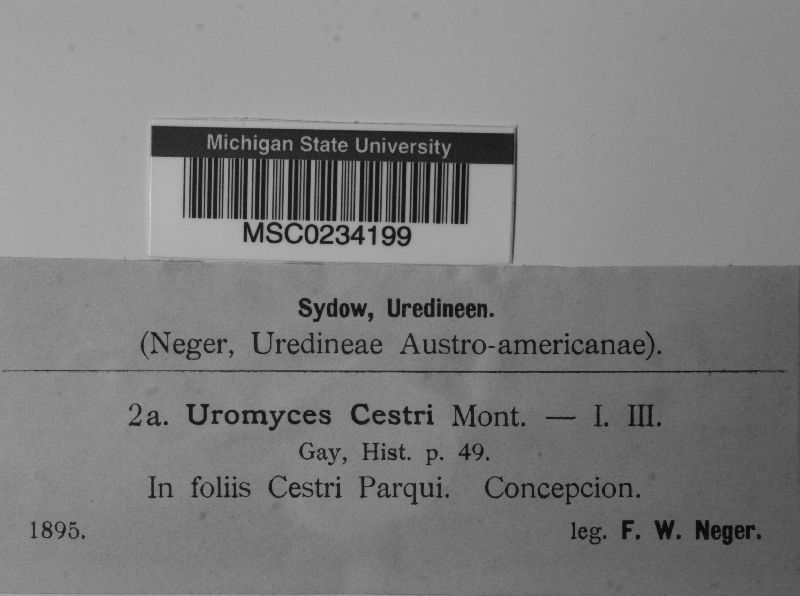 Michigan State University
MSC0234199
Sydow, Uredineen.
(Neger, Uredineae Austro-americanae).
2a. Uromyces Cestri Mont. — I. III.
Gay, Hist. p. 49.
In foliis Cestri Parqui. Concepcion.
1895. leg. F. W. Neger.